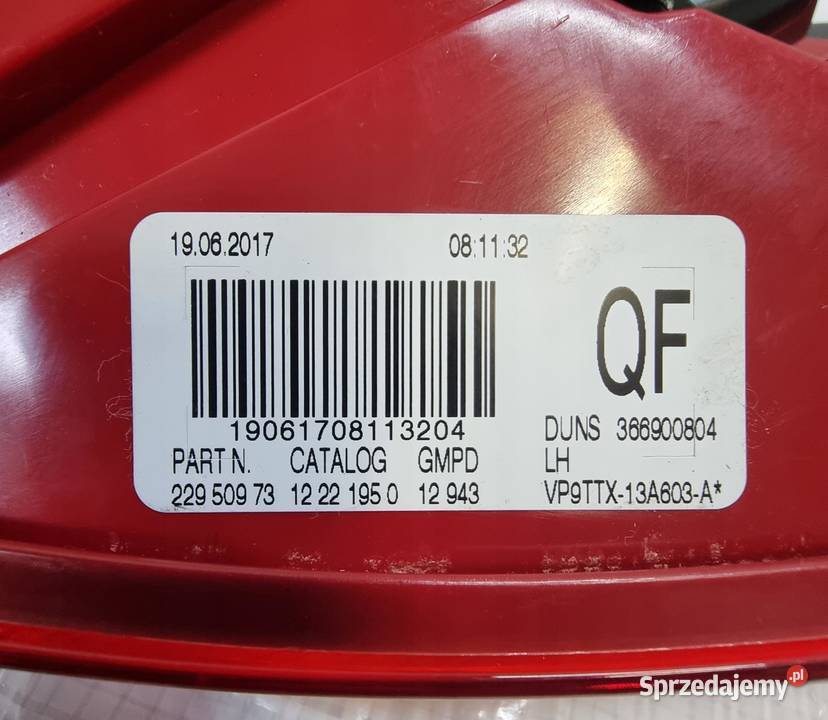 19.06.2017 08:11:32
QF
19061708113204
DUNS 366900804
PART N. CATALOG GMPD LH
229 509 73 12 22 195 0 12 943 VP9TTX-13A603-A*
Sprzedajemy.pl